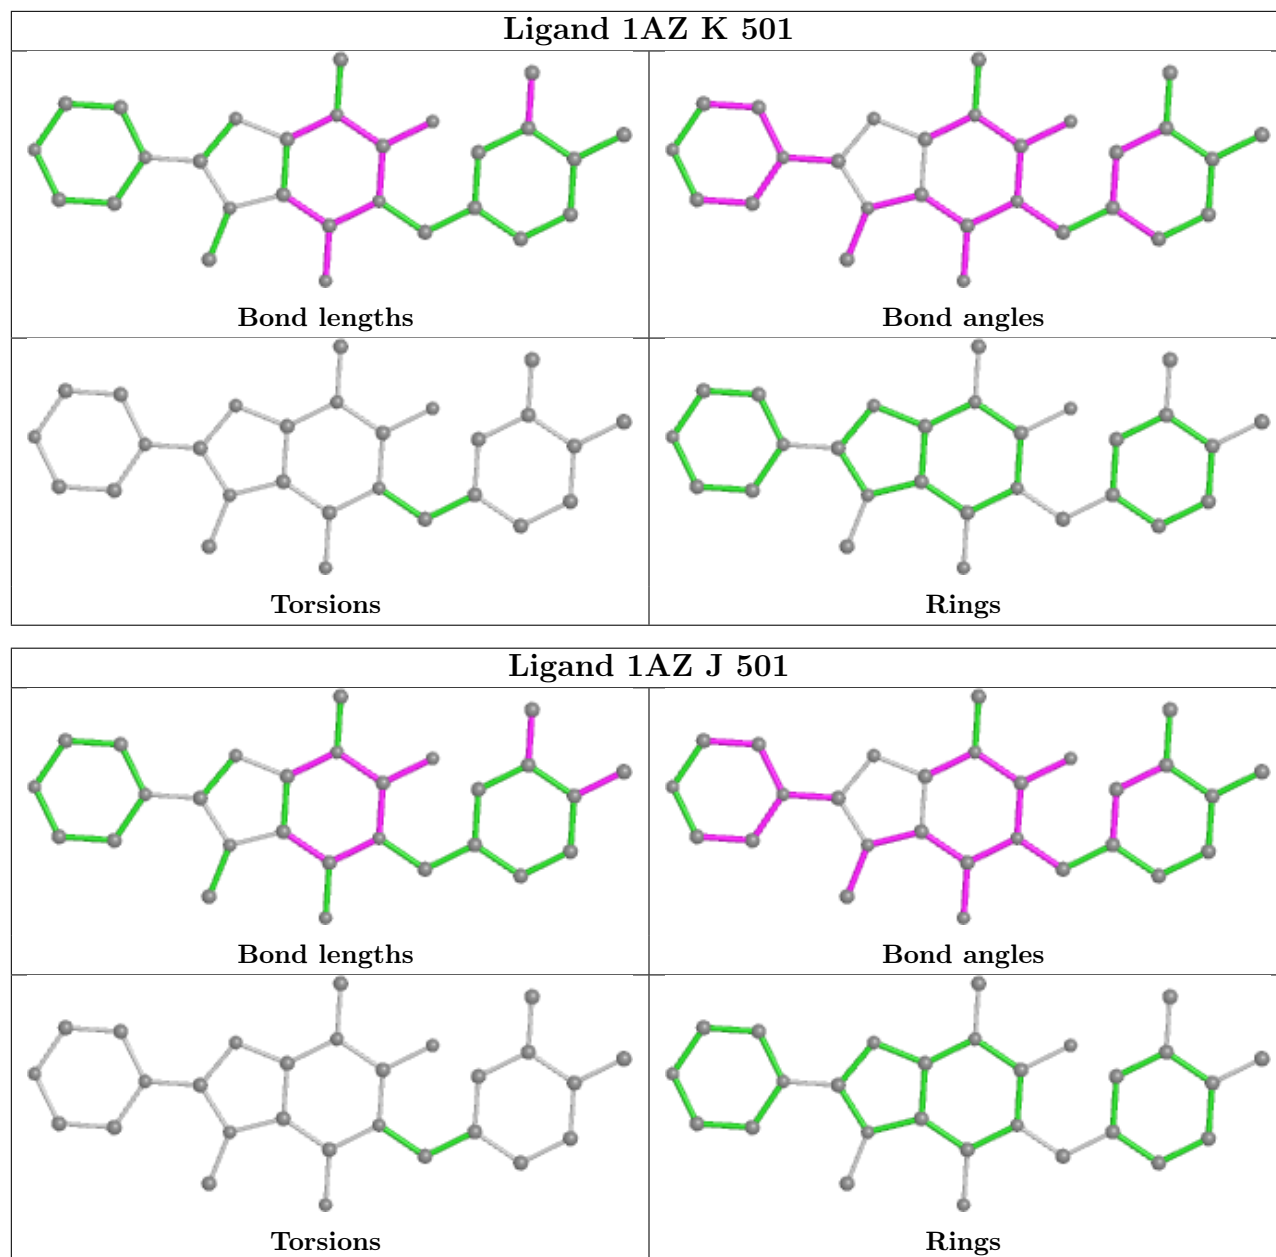 Ligand 1AZ K 501
Bond lengths
Bond angles
Torsions
Rings
Ligand 1AZ J 501
Bond lengths
Bond angles
Torsions
Rings